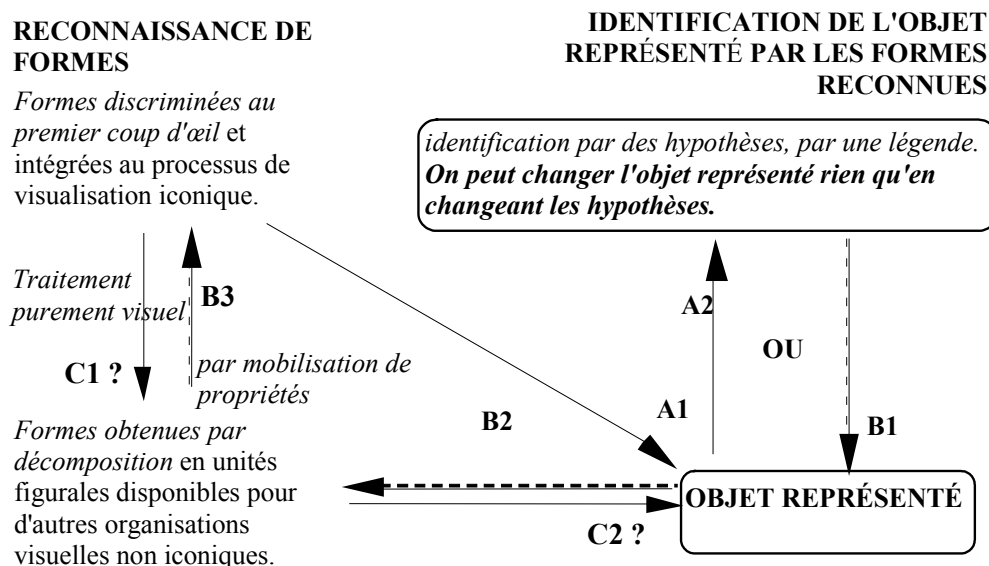 RECONNAISSANCE DE
FORMES
Formes discriminées au
premier coup d'œil et
intégrées au processus de
visualisation iconique.
IDENTIFICATION DE L'OBJET
REPRÉSENTÉ PAR LES FORMES
RECONNUES
identification par des hypothèses, par une légende.
On peut changer l'objet représenté rien qu'en
changeant les hypothèses.
Traitement
purement visuel
B3
C1 ?
par mobilisation de
propriétés
A2
OU
A1
B2
B1
Formes obtenues par
décomposition en unités
figurales disponibles pour
d'autres organisations
visuelles non iconiques.
C2 ?
OBJET REPRÉSENTÉ